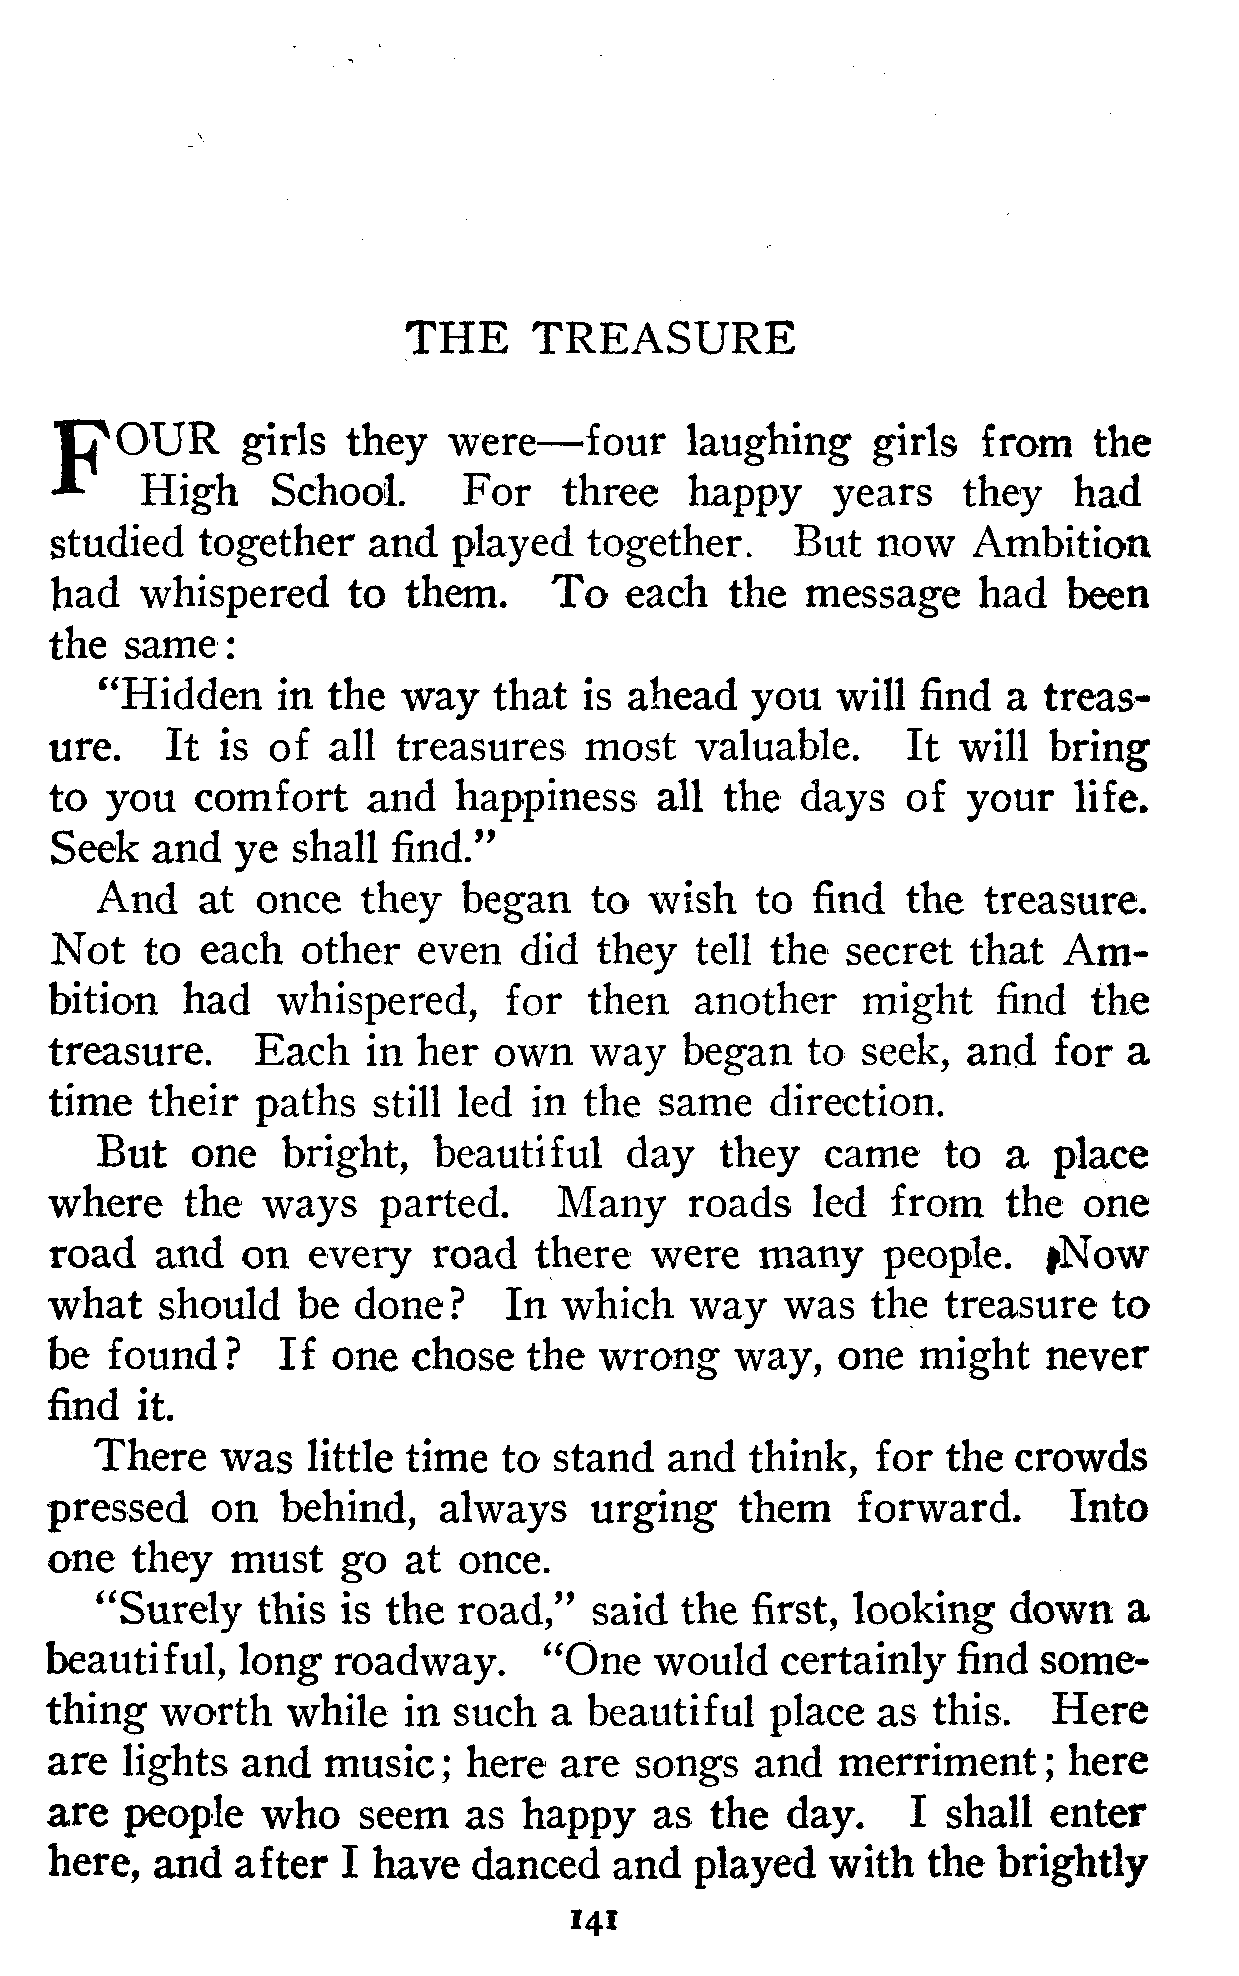 THE TREASURE
FOUR girls they were—four laughing girls from the
High School. For three happy years they had
studied together and played together. But now Ambition
had whispered to them. To each the message had been
the same:
“Hidden in the way that is ahead you will find a treas-
ure. It is of all treasures most valuable. It will bring
to you comfort and happiness all the days of your life.
Seek and ye shall find.”
And at once they began to wish to find the treasure.
Not to each other even did they tell the secret that Am-
bition had whispered, for then another might find the
treasure. Each in her own way began to seek, and for a
time their paths still led in the same direction.
But one bright, beautiful day they came to a place
where the ways parted. Many roads led from the one
road and on every road there were many people. Now
what should be done? In which way was the treasure to
be found? If one chose the wrong way, one might never
find it.
There was little time to stand and think, for the crowds
pressed on behind, always urging them forward. Into
one they must go at once.
“Surely this is the road,” said the first, looking down a
beautiful, long roadway. “One would certainly find some-
thing worth while in such a beautiful place as this. Here
are lights and music; here are songs and merriment; here
are people who seem as happy as the day. I shall enter
here, and after I have danced and played with the brightly
141